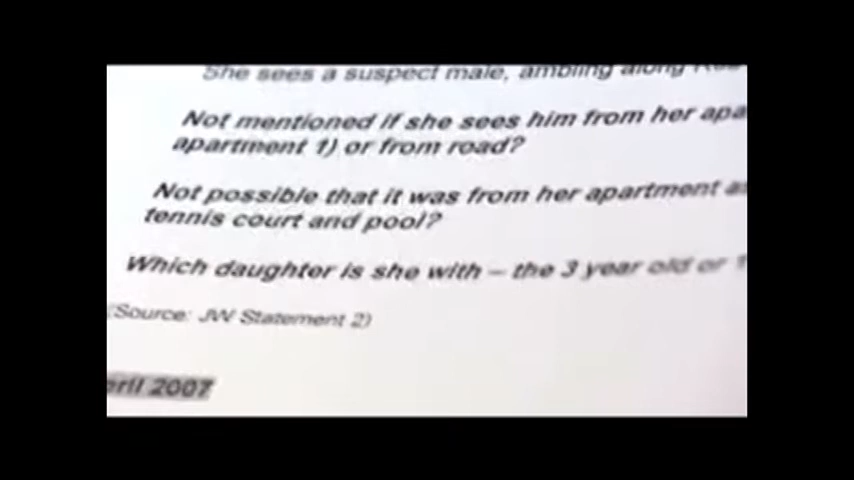 She sees a suspect male, ambling along
Not mentioned if she sees him from her apa
apartment 1) or from road?
Not possible that it was from her apartment a
tennis court and pool?
Which daughter is she with – the 3 year old or 1
(Source: JW Statement 2)
pril 2007